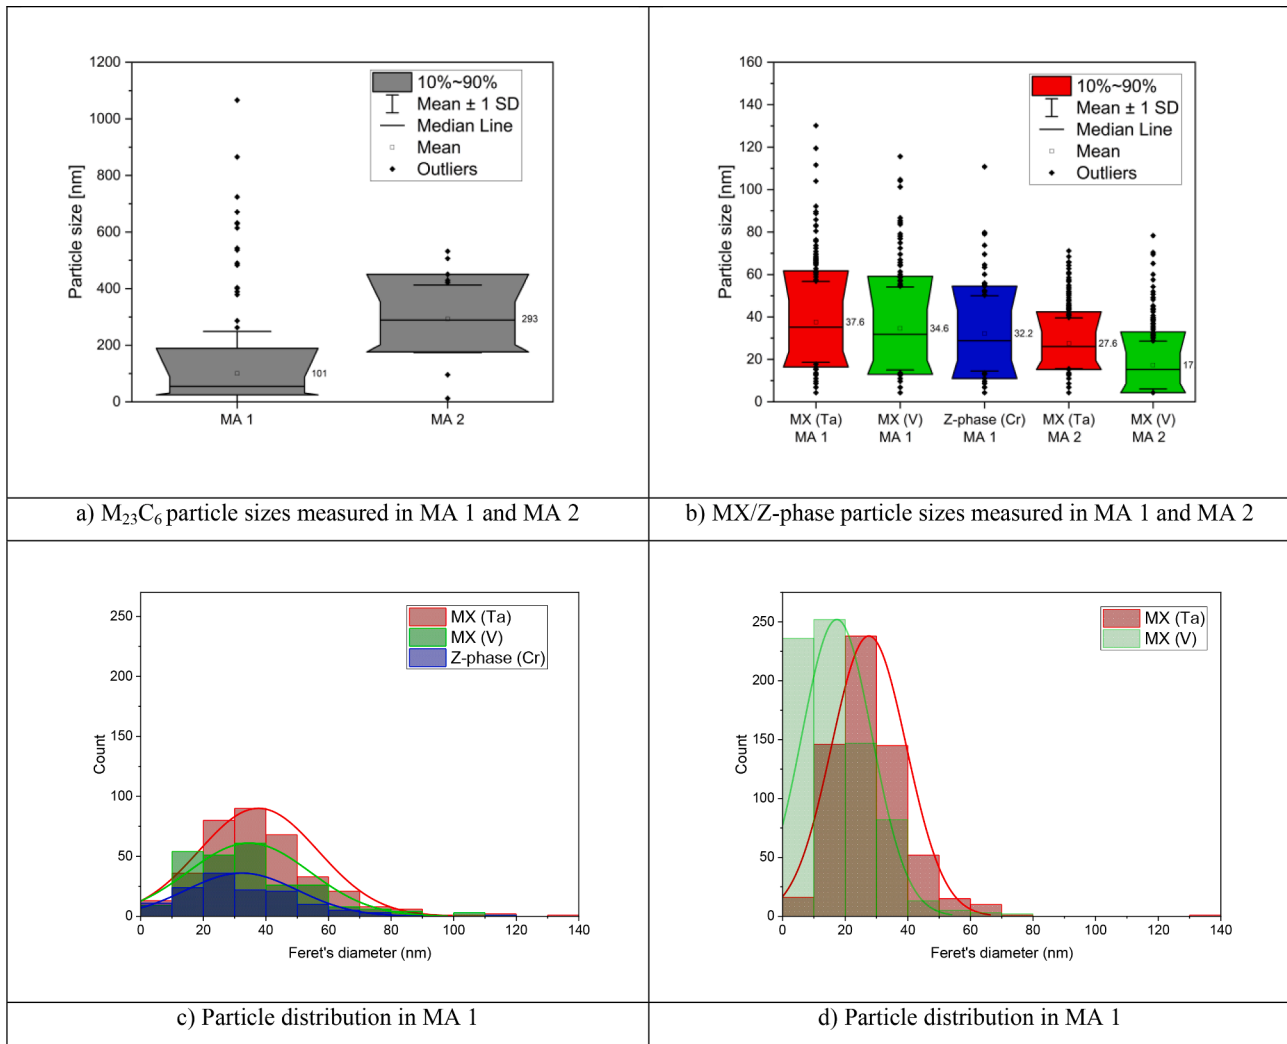 1200
1000
800
600
400
200
0
Particle size [nm]
10%~90%
Mean ± 1 SD
Median Line
Mean
Outliers
101
293
MA 1
MA 2
160
140
120
100
80
60
40
20
0
Particle size [nm]
10%~90%
Mean ± 1 SD
Median Line
Mean
Outliers
37.6
34.6
32.2
27.6
17
MX (Ta) MX (V) Z-phase (Cr) MX (Ta) MX (V)
MA 1 MA 1 MA 1 MA 2 MA 2
a) M₂₃C₆ particle sizes measured in MA 1 and MA 2
b) MX/Z-phase particle sizes measured in MA 1 and MA 2
250
200
150
100
50
0
Count
MX (Ta)
MX (V)
Z-phase (Cr)
0 20 40 60 80 100 120 140
Feret's diameter (nm)
250
200
150
100
50
0
Count
MX (Ta)
MX (V)
0 20 40 60 80 100 120 140
Feret's diameter (nm)
c) Particle distribution in MA 1
d) Particle distribution in MA 1